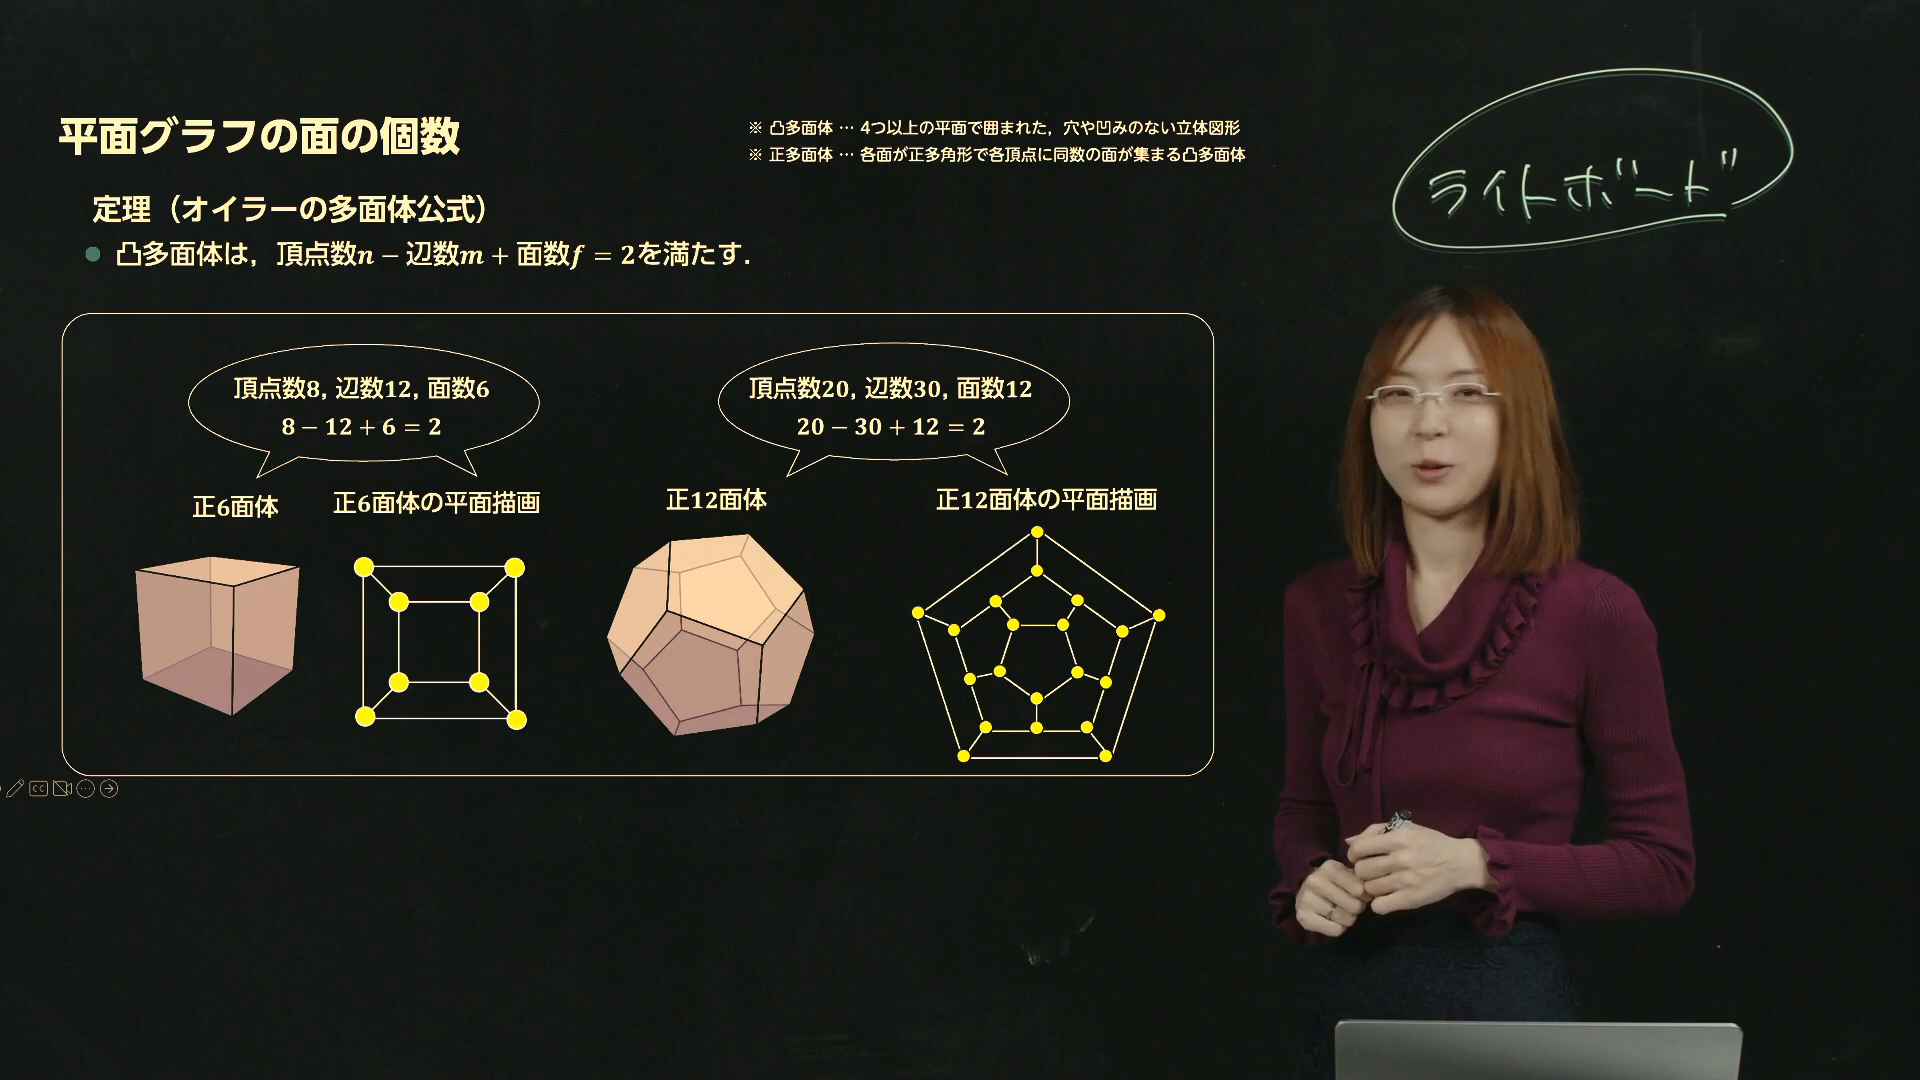 平面グラフの面の個数
※ 凸多面体 … 4つ以上の平面で囲まれた，穴や凹みのない立体図形
※ 正多面体 … 各面が正多角形で各頂点に同数の面が集まる凸多面体
ライトボード
定理（オイラーの多面体公式）
凸多面体は，頂点数n − 辺数m + 面数f = 2を満たす．
頂点数8, 辺数12, 面数6
8 − 12 + 6 = 2
頂点数20, 辺数30, 面数12
20 − 30 + 12 = 2
正6面体
正6面体の平面描画
正12面体
正12面体の平面描画
CC